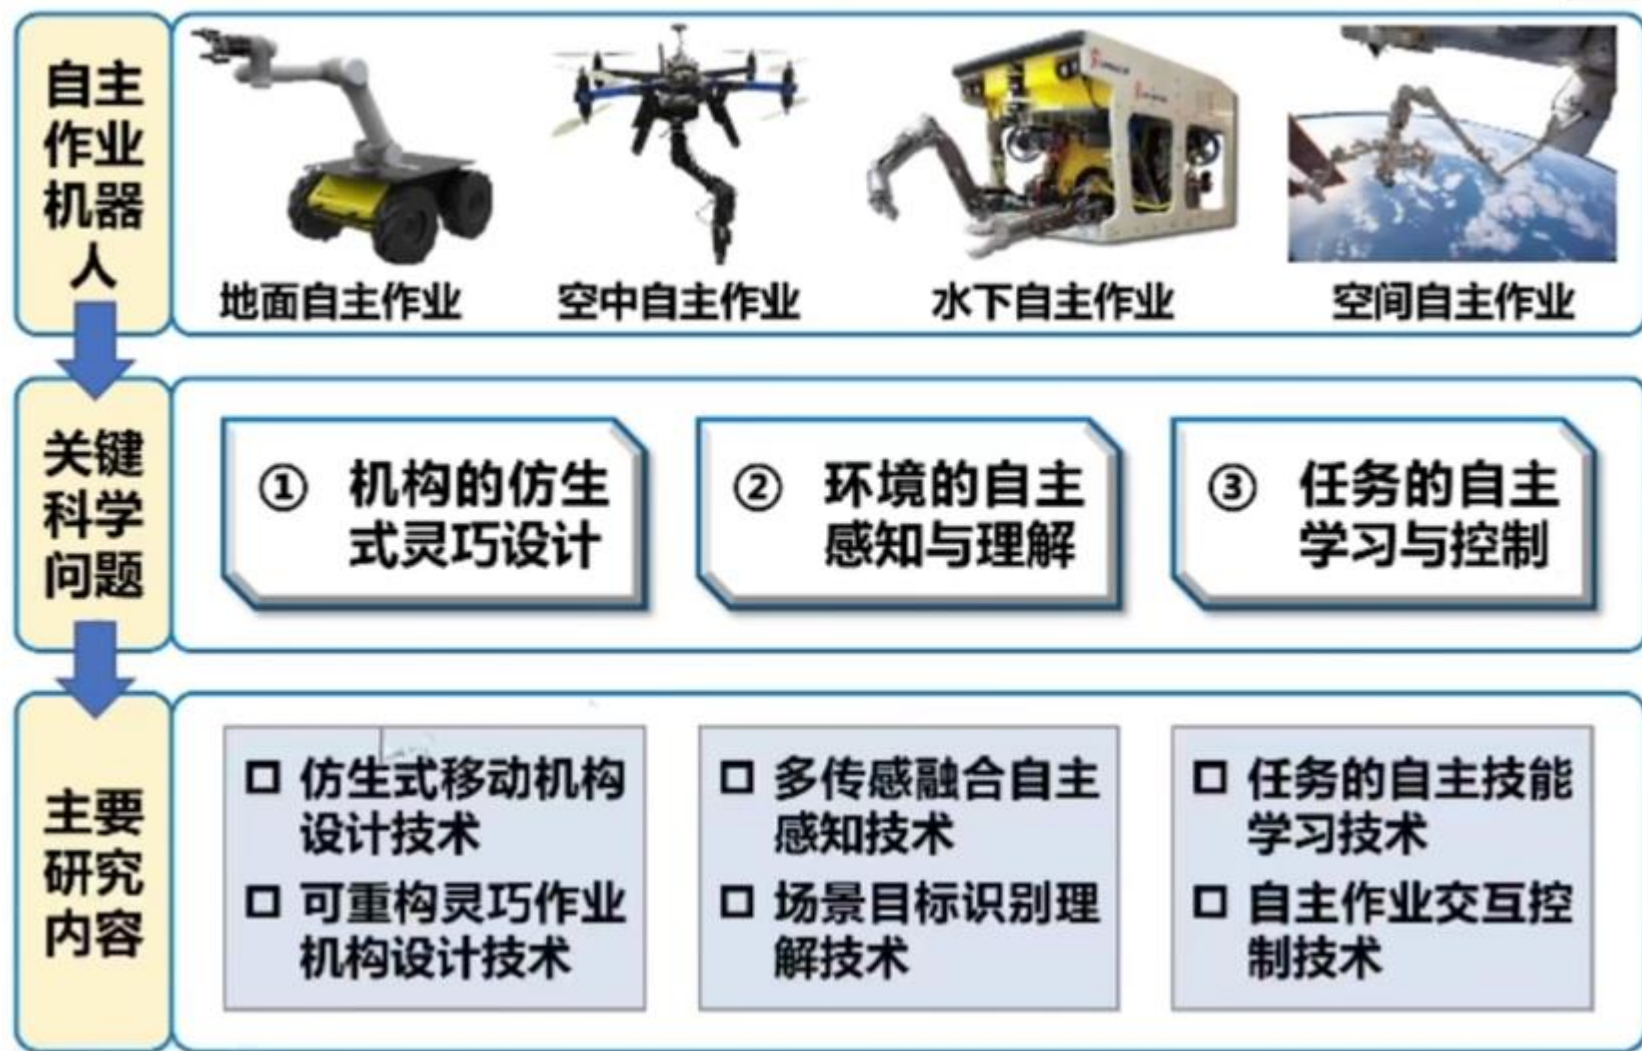 自主
作业
机器
人
地面自主作业
空中自主作业
水下自主作业
空间自主作业
关键
科学
问题
① 机构的仿生
式灵巧设计
② 环境的自主
感知与理解
③ 任务的自主
学习与控制
主要
研究
内容
仿生式移动机构
设计技术
可重构灵巧作业
机构设计技术
多传感融合自主
感知技术
场景目标识别理
解技术
任务的自主技能
学习技术
自主作业交互控
制技术